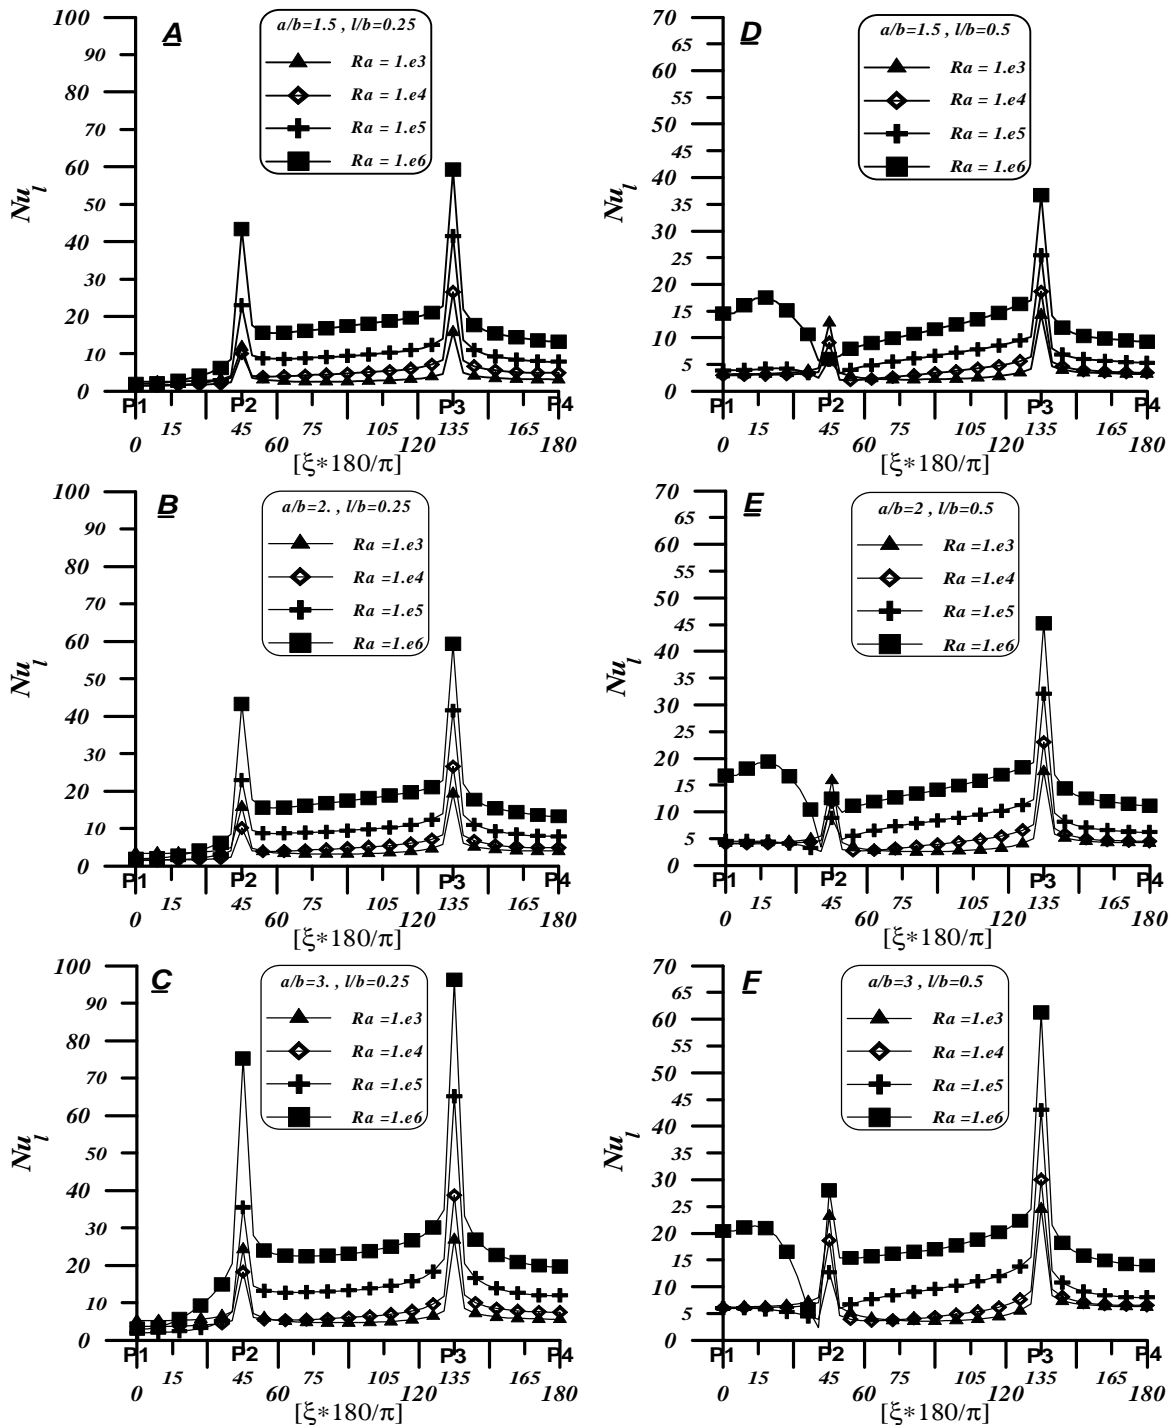 A
a/b=1.5 , l/b=0.25
Ra = 1.e3
Ra = 1.e4
Ra = 1.e5
Ra = 1.e6
100
90
80
70
60
50
40
30
20
10
0
Nu_l
P1 P2 P3 P4
0 15 45 60 75 105 120 135 165 180
[ξ*180/π]
D
a/b=1.5 , l/b=0.5
Ra = 1.e3
Ra = 1.e4
Ra = 1.e5
Ra = 1.e6
70
65
60
55
50
45
40
35
30
25
20
15
10
5
0
Nu_l
P1 P2 P3 P4
0 15 45 60 75 105 120 135 165 180
[ξ*180/π]
B
a/b=2. , l/b=0.25
Ra =1.e3
Ra =1.e4
Ra =1.e5
Ra =1.e6
100
90
80
70
60
50
40
30
20
10
0
Nu_l
P1 P2 P3 P4
0 15 45 60 75 105 120 135 165 180
[ξ*180/π]
E
a/b=2 , l/b=0.5
Ra =1.e3
Ra =1.e4
Ra =1.e5
Ra =1.e6
70
65
60
55
50
45
40
35
30
25
20
15
10
5
0
Nu_l
P1 P2 P3 P4
0 15 45 60 75 105 120 135 165 180
[ξ*180/π]
C
a/b=3. , l/b=0.25
Ra =1.e3
Ra =1.e4
Ra =1.e5
Ra =1.e6
100
90
80
70
60
50
40
30
20
10
0
Nu_l
P1 P2 P3 P4
0 15 45 60 75 105 120 135 165 180
[ξ*180/π]
F
a/b=3 , l/b=0.5
Ra =1.e3
Ra =1.e4
Ra =1.e5
Ra =1.e6
70
65
60
55
50
45
40
35
30
25
20
15
10
5
0
Nu_l
P1 P2 P3 P4
0 15 45 60 75 105 120 135 165 180
[ξ*180/π]